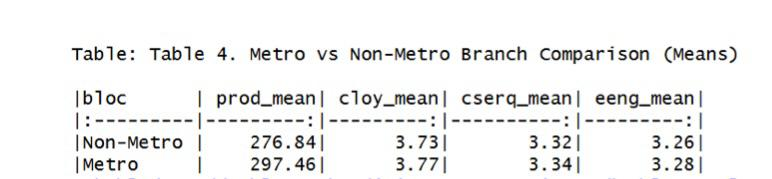 Table: Table 4. Metro vs Non-Metro Branch Comparison (Means)
|bloc      | prod_mean| cloy_mean| cserq_mean| eeng_mean|
|:---------|---------:|---------:|----------:|---------:|
|Non-Metro |    276.84|      3.73|       3.32|      3.26|
|Metro     |    297.46|      3.77|       3.34|      3.28|